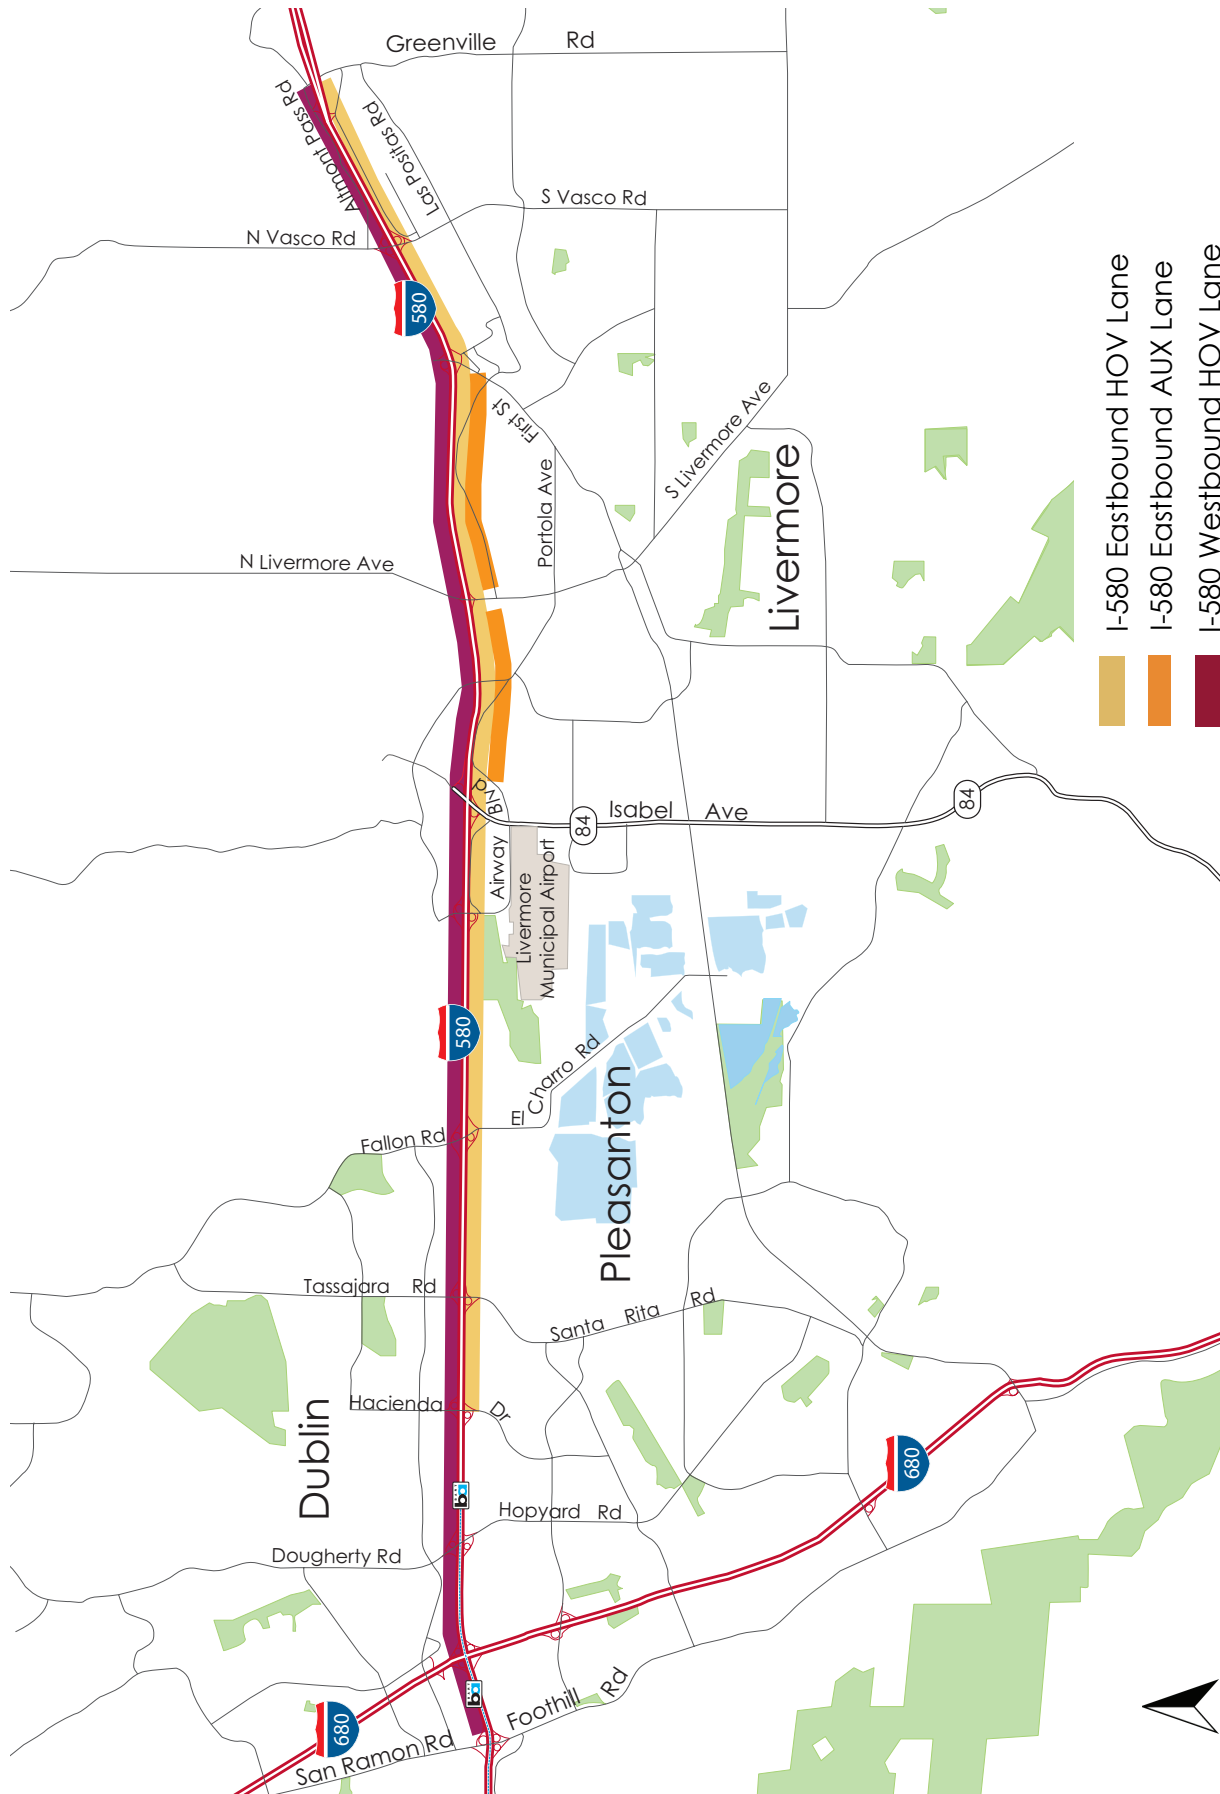 Greenville Rd
Altmont Pass Rd
Las Positas Rd
S Vasco Rd
N Vasco Rd
580
First St
Portola Ave
S Livermore Ave
N Livermore Ave
Livermore
I-580 Eastbound HOV Lane
I-580 Eastbound AUX Lane
I-580 Westbound HOV Lane
Airway Blvd
84
Isabel Ave
84
Livermore
Municipal Airport
580
El Charro Rd
Fallon Rd
Pleasanton
Tassajara Rd
Santa Rita Rd
Hacienda Dr
Dublin
680
Hopyard Rd
Dougherty Rd
Foothill Rd
680
San Ramon Rd